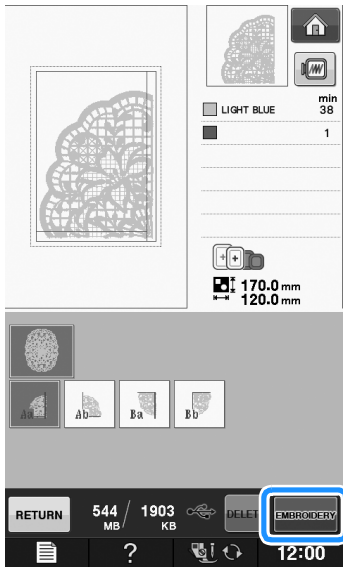 min
LIGHT BLUE 38
1
170.0 mm
120.0 mm
Aa Ab Ba Bb
RETURN 544 MB / 1903 KB DELET EMBROIDERY
? 12:00